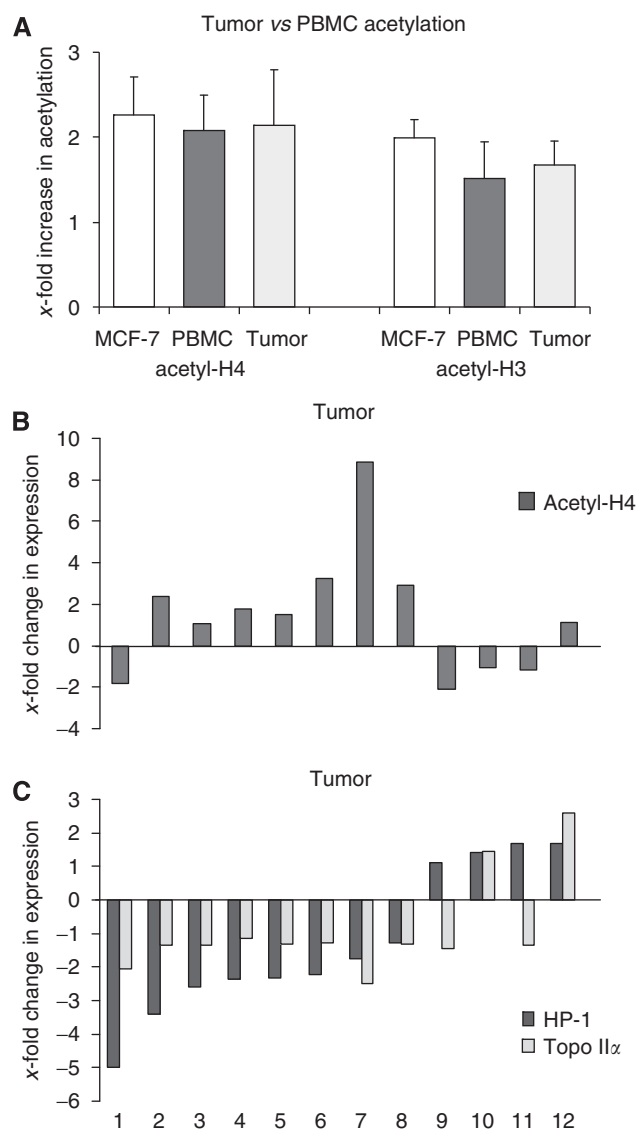 A
Tumor vs PBMC acetylation
x-fold increase in acetylation
3
2
1
0
MCF-7 PBMC Tumor MCF-7 PBMC Tumor
acetyl-H4 acetyl-H3
B
Tumor
x-fold change in expression
10
8
6
4
2
0
−2
−4
Acetyl-H4
C
Tumor
x-fold change in expression
3
2
1
0
−1
−2
−3
−4
−5
−6
HP-1
Topo IIα
1 2 3 4 5 6 7 8 9 10 11 12